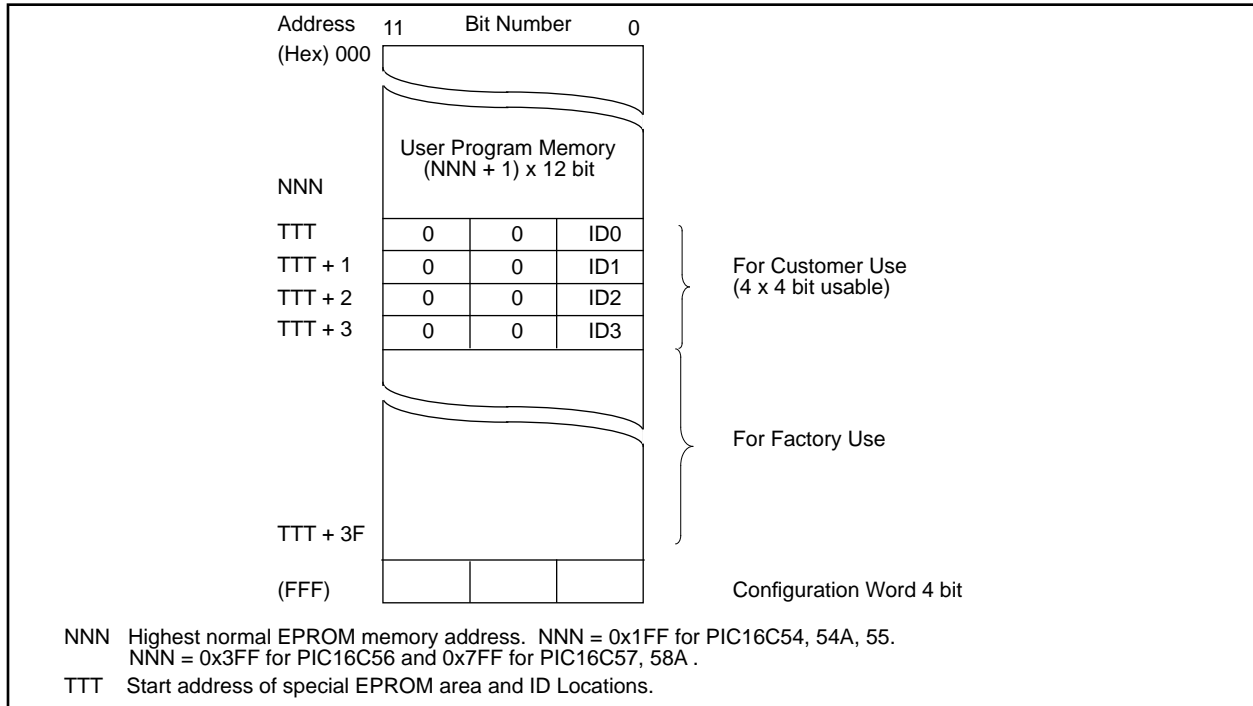 Address 11 Bit Number 0
(Hex) 000
User Program Memory
(NNN + 1) x 12 bit
NNN
TTT 0 0 ID0
TTT + 1 0 0 ID1
For Customer Use
TTT + 2 0 0 ID2
(4 x 4 bit usable)
TTT + 3 0 0 ID3
For Factory Use
TTT + 3F
(FFF) Configuration Word 4 bit
NNN Highest normal EPROM memory address. NNN = 0x1FF for PIC16C54, 54A, 55.
NNN = 0x3FF for PIC16C56 and 0x7FF for PIC16C57, 58A .
TTT Start address of special EPROM area and ID Locations.